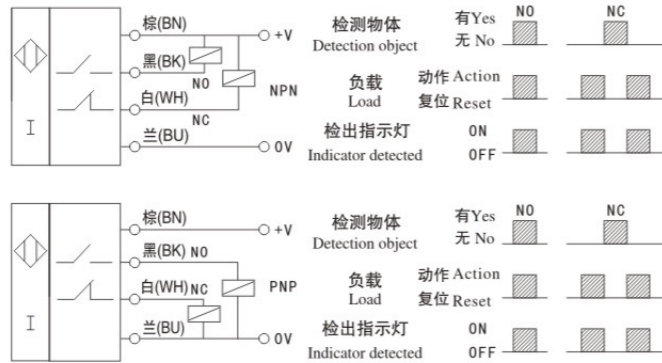 棕(BN) +V 检测物体 有Yes NO NC
Detection object 无 No
黑(BK)
NO NPN 负载 动作 Action
白(WH) Load 复位 Reset
NC
兰(BU) 0V 检出指示灯 ON
I Indicator detected OFF
棕(BN) +V 检测物体 有Yes NO NC
Detection object 无 No
黑(BK) NO
白(WH) NC PNP 负载 动作 Action
Load 复位 Reset
I 兰(BU) 0V 检出指示灯 ON
Indicator detected OFF